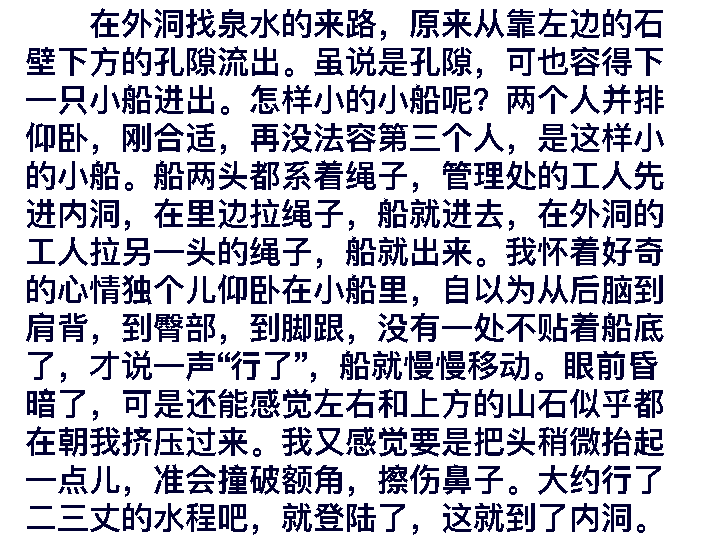 在外洞找泉水的来路，原来从靠左边的石
壁下方的孔隙流出。虽说是孔隙，可也容得下
一只小船进出。怎样小的小船呢？两个人并排
仰卧，刚合适，再没法容第三个人，是这样小
的小船。船两头都系着绳子，管理处的工人先
进内洞，在里边拉绳子，船就进去，在外洞的
工人拉另一头的绳子，船就出来。我怀着好奇
的心情独个儿仰卧在小船里，自以为从后脑到
肩背，到臀部，到脚跟，没有一处不贴着船底
了，才说一声“行了”，船就慢慢移动。眼前昏
暗了，可是还能感觉左右和上方的山石似乎都
在朝我挤压过来。我又感觉要是把头稍微抬起
一点儿，准会撞破额角，擦伤鼻子。大约行了
二三丈的水程吧，就登陆了，这就到了内洞。